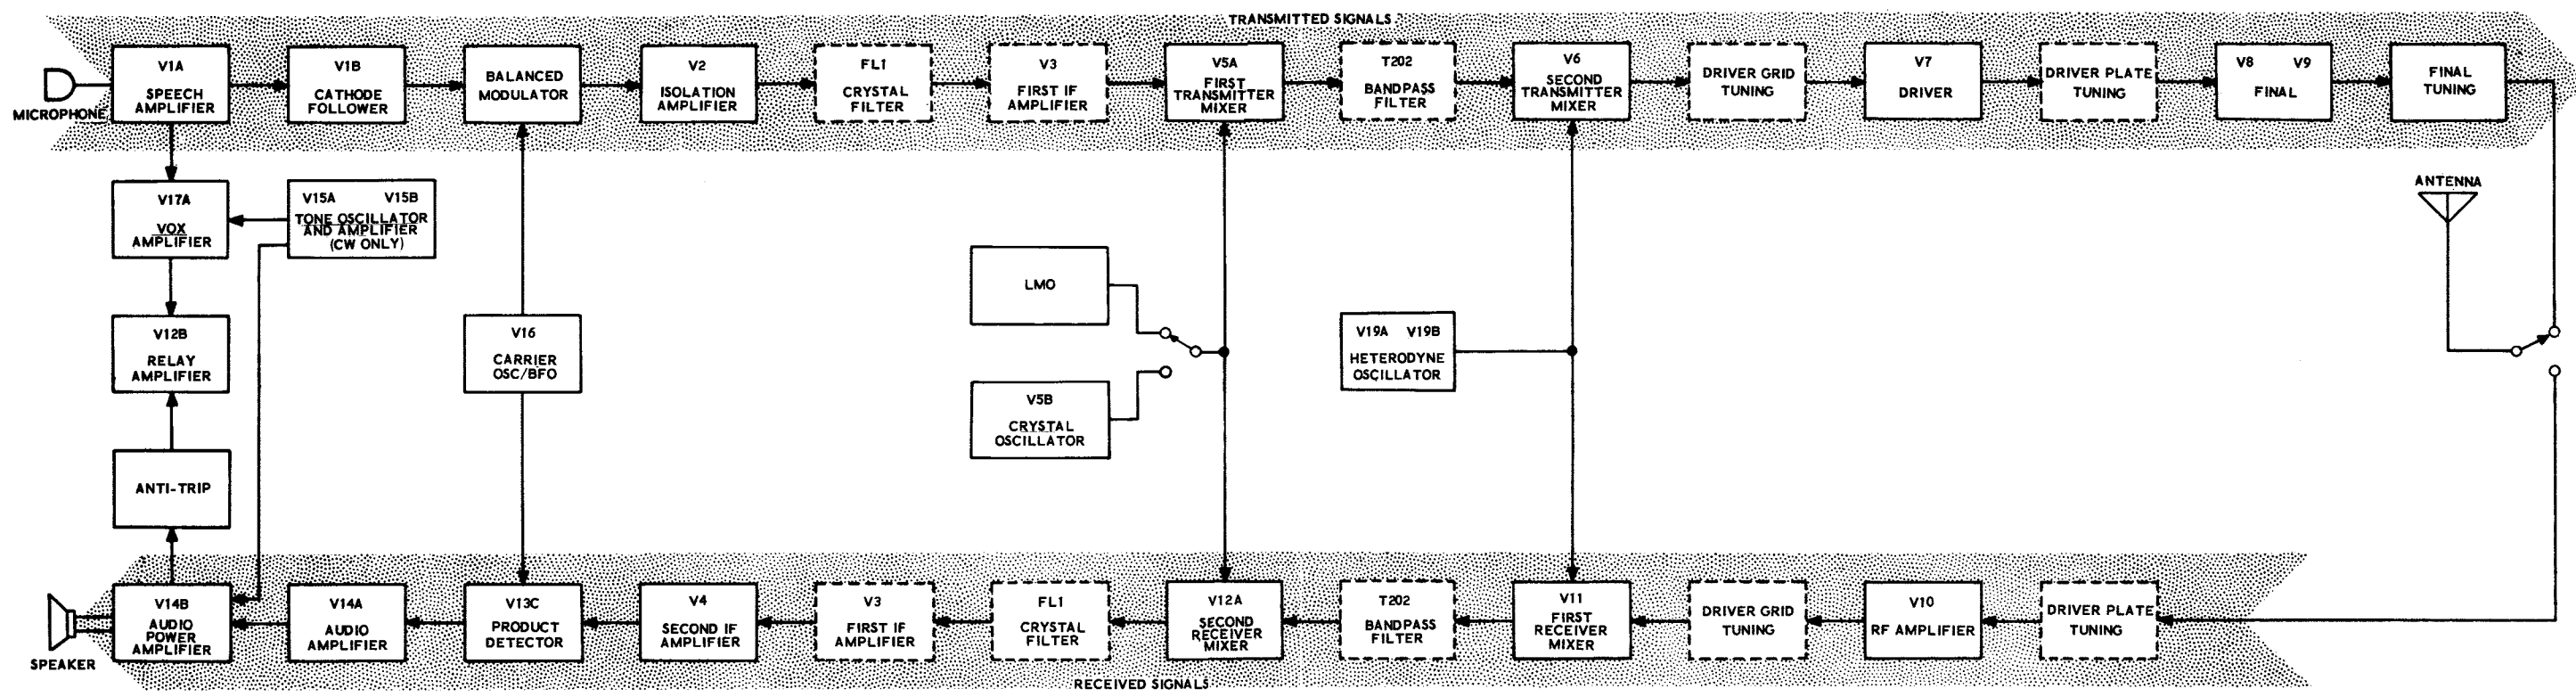 TRANSMITTED SIGNALS
MICROPHONE
V1A
SPEECH
AMPLIFIER
V1B
CATHODE
FOLLOWER
BALANCED
MODULATOR
V2
ISOLATION
AMPLIFIER
FL1
CRYSTAL
FILTER
V3
FIRST IF
AMPLIFIER
V5A
FIRST
TRANSMITTER
MIXER
T202
BANDPASS
FILTER
V6
SECOND
TRANSMITTER
MIXER
DRIVER GRID
TUNING
V7
DRIVER
DRIVER PLATE
TUNING
V8 V9
FINAL
FINAL
TUNING
V17A
VOX
AMPLIFIER
V15A V15B
TONE OSCILLATOR
AND AMPLIFIER
(CW ONLY)
ANTENNA
LMO
V12B
RELAY
AMPLIFIER
V16
CARRIER
OSC/BFO
V19A V19B
HETERODYNE
OSCILLATOR
V5B
CRYSTAL
OSCILLATOR
ANTI-TRIP
SPEAKER
V14B
AUDIO
POWER
AMPLIFIER
V14A
AUDIO
AMPLIFIER
V13C
PRODUCT
DETECTOR
V4
SECOND IF
AMPLIFIER
V3
FIRST IF
AMPLIFIER
FL1
CRYSTAL
FILTER
V12A
SECOND
RECEIVER
MIXER
T202
BANDPASS
FILTER
V11
FIRST
RECEIVER
MIXER
DRIVER GRID
TUNING
V10
RF AMPLIFIER
DRIVER PLATE
TUNING
RECEIVED SIGNALS